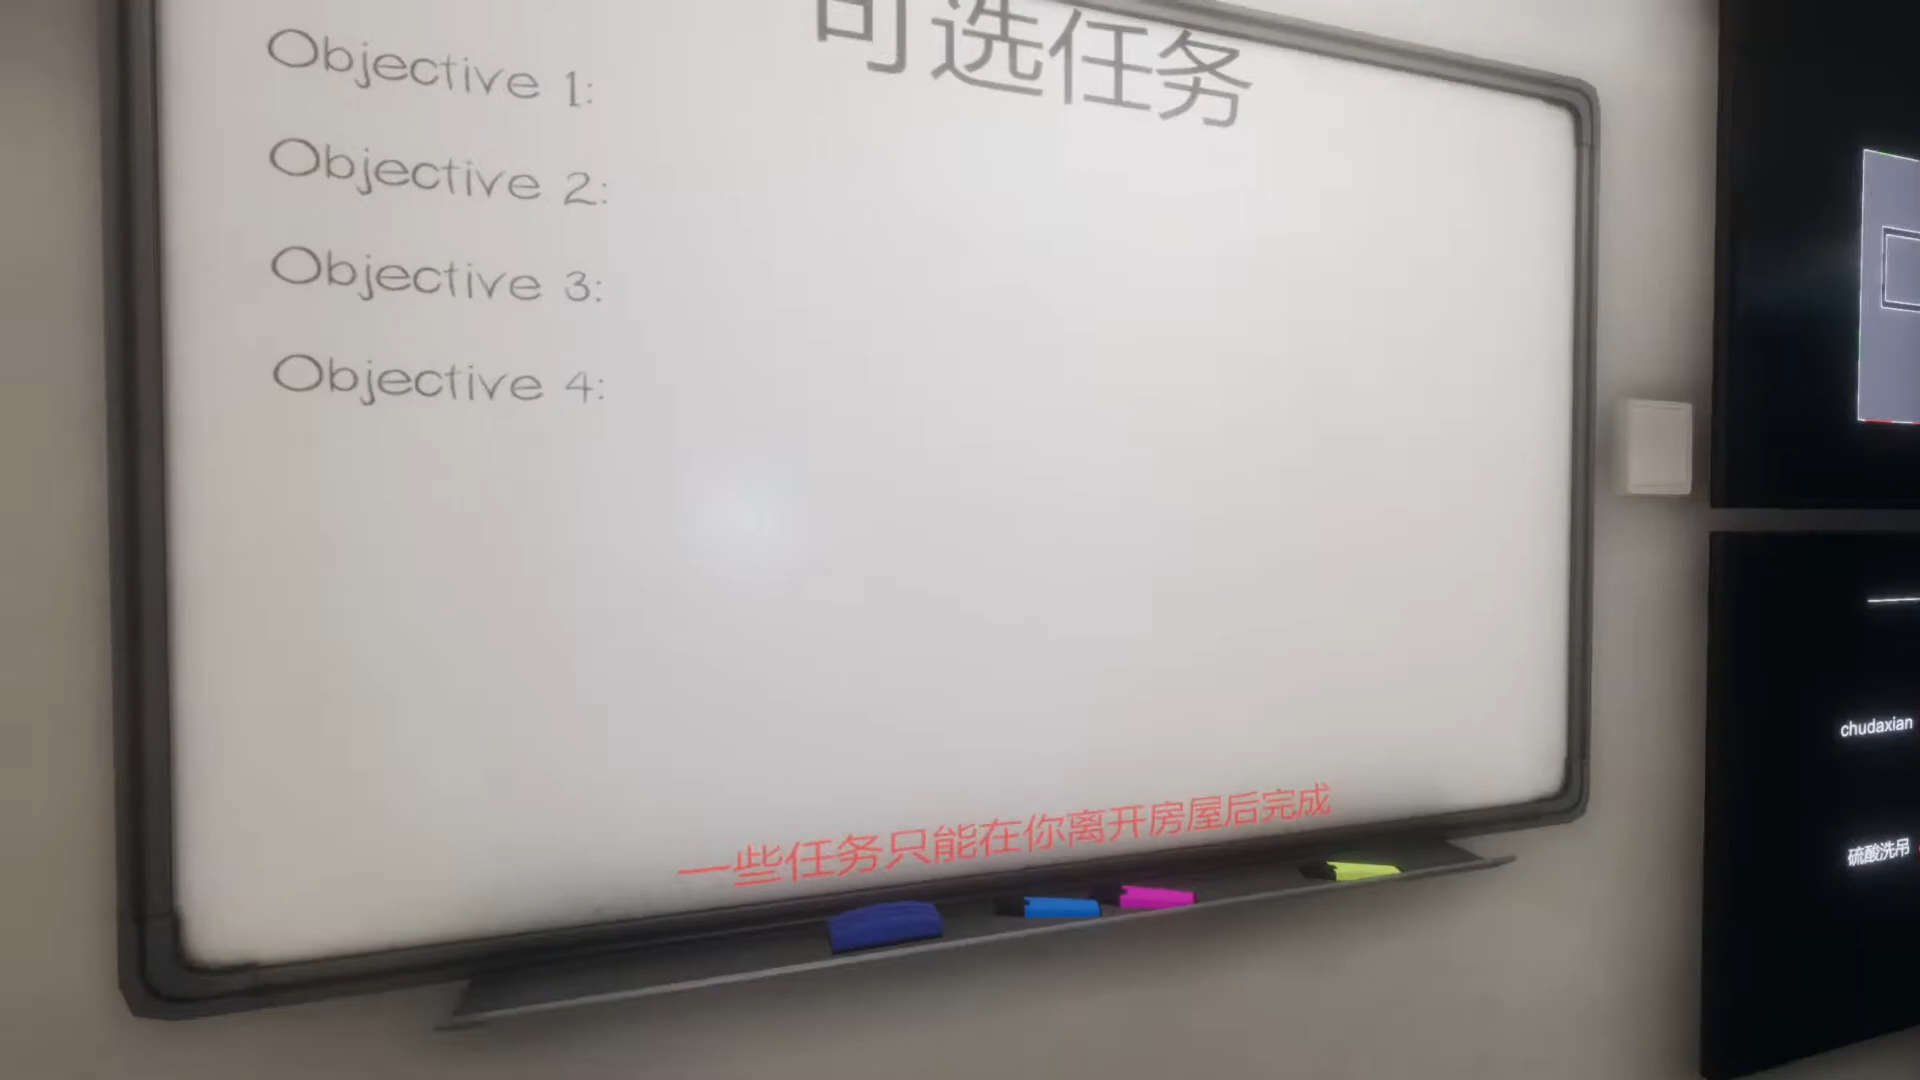 可选任务
Objective 1:
Objective 2:
Objective 3:
Objective 4:
一些任务只能在你离开房屋后完成
chudaxian
硫酸洗吊